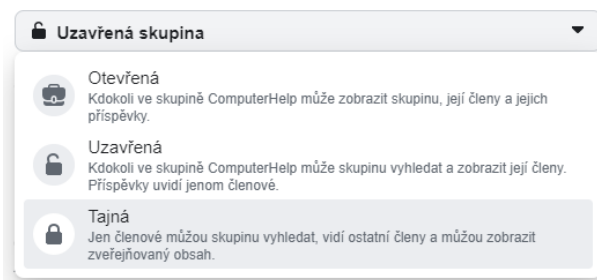 Uzavřená skupina
Otevřená
Kdokoli ve skupině ComputerHelp může zobrazit skupinu, její členy a jejich
příspěvky.
Uzavřená
Kdokoli ve skupině ComputerHelp může skupinu vyhledat a zobrazit její členy.
Příspěvky uvidí jenom členové.
Tajná
Jen členové můžou skupinu vyhledat, vidí ostatní členy a můžou zobrazit
zveřejňovaný obsah.